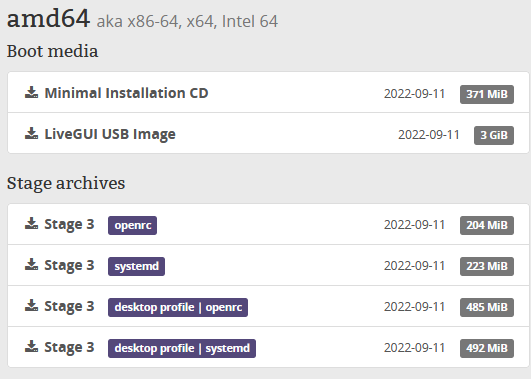 amd64 aka x86-64, x64, Intel 64
Boot media
Minimal Installation CD 2022-09-11 371 MiB
LiveGUI USB Image 2022-09-11 3 GiB
Stage archives
Stage 3 openrc 2022-09-11 204 MiB
Stage 3 systemd 2022-09-11 223 MiB
Stage 3 desktop profile | openrc 2022-09-11 485 MiB
Stage 3 desktop profile | systemd 2022-09-11 492 MiB